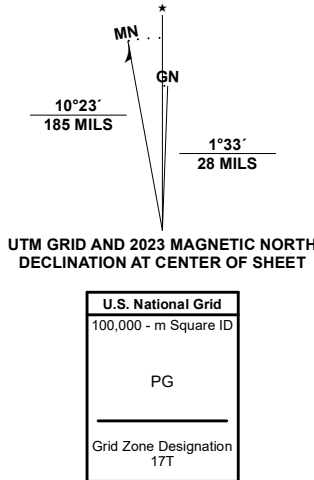 ★
MN
GN
10°23´
185 MILS
1°33´
28 MILS
UTM GRID AND 2023 MAGNETIC NORTH
DECLINATION AT CENTER OF SHEET
U.S. National Grid
100,000 - m Square ID
PG
Grid Zone Designation
17T